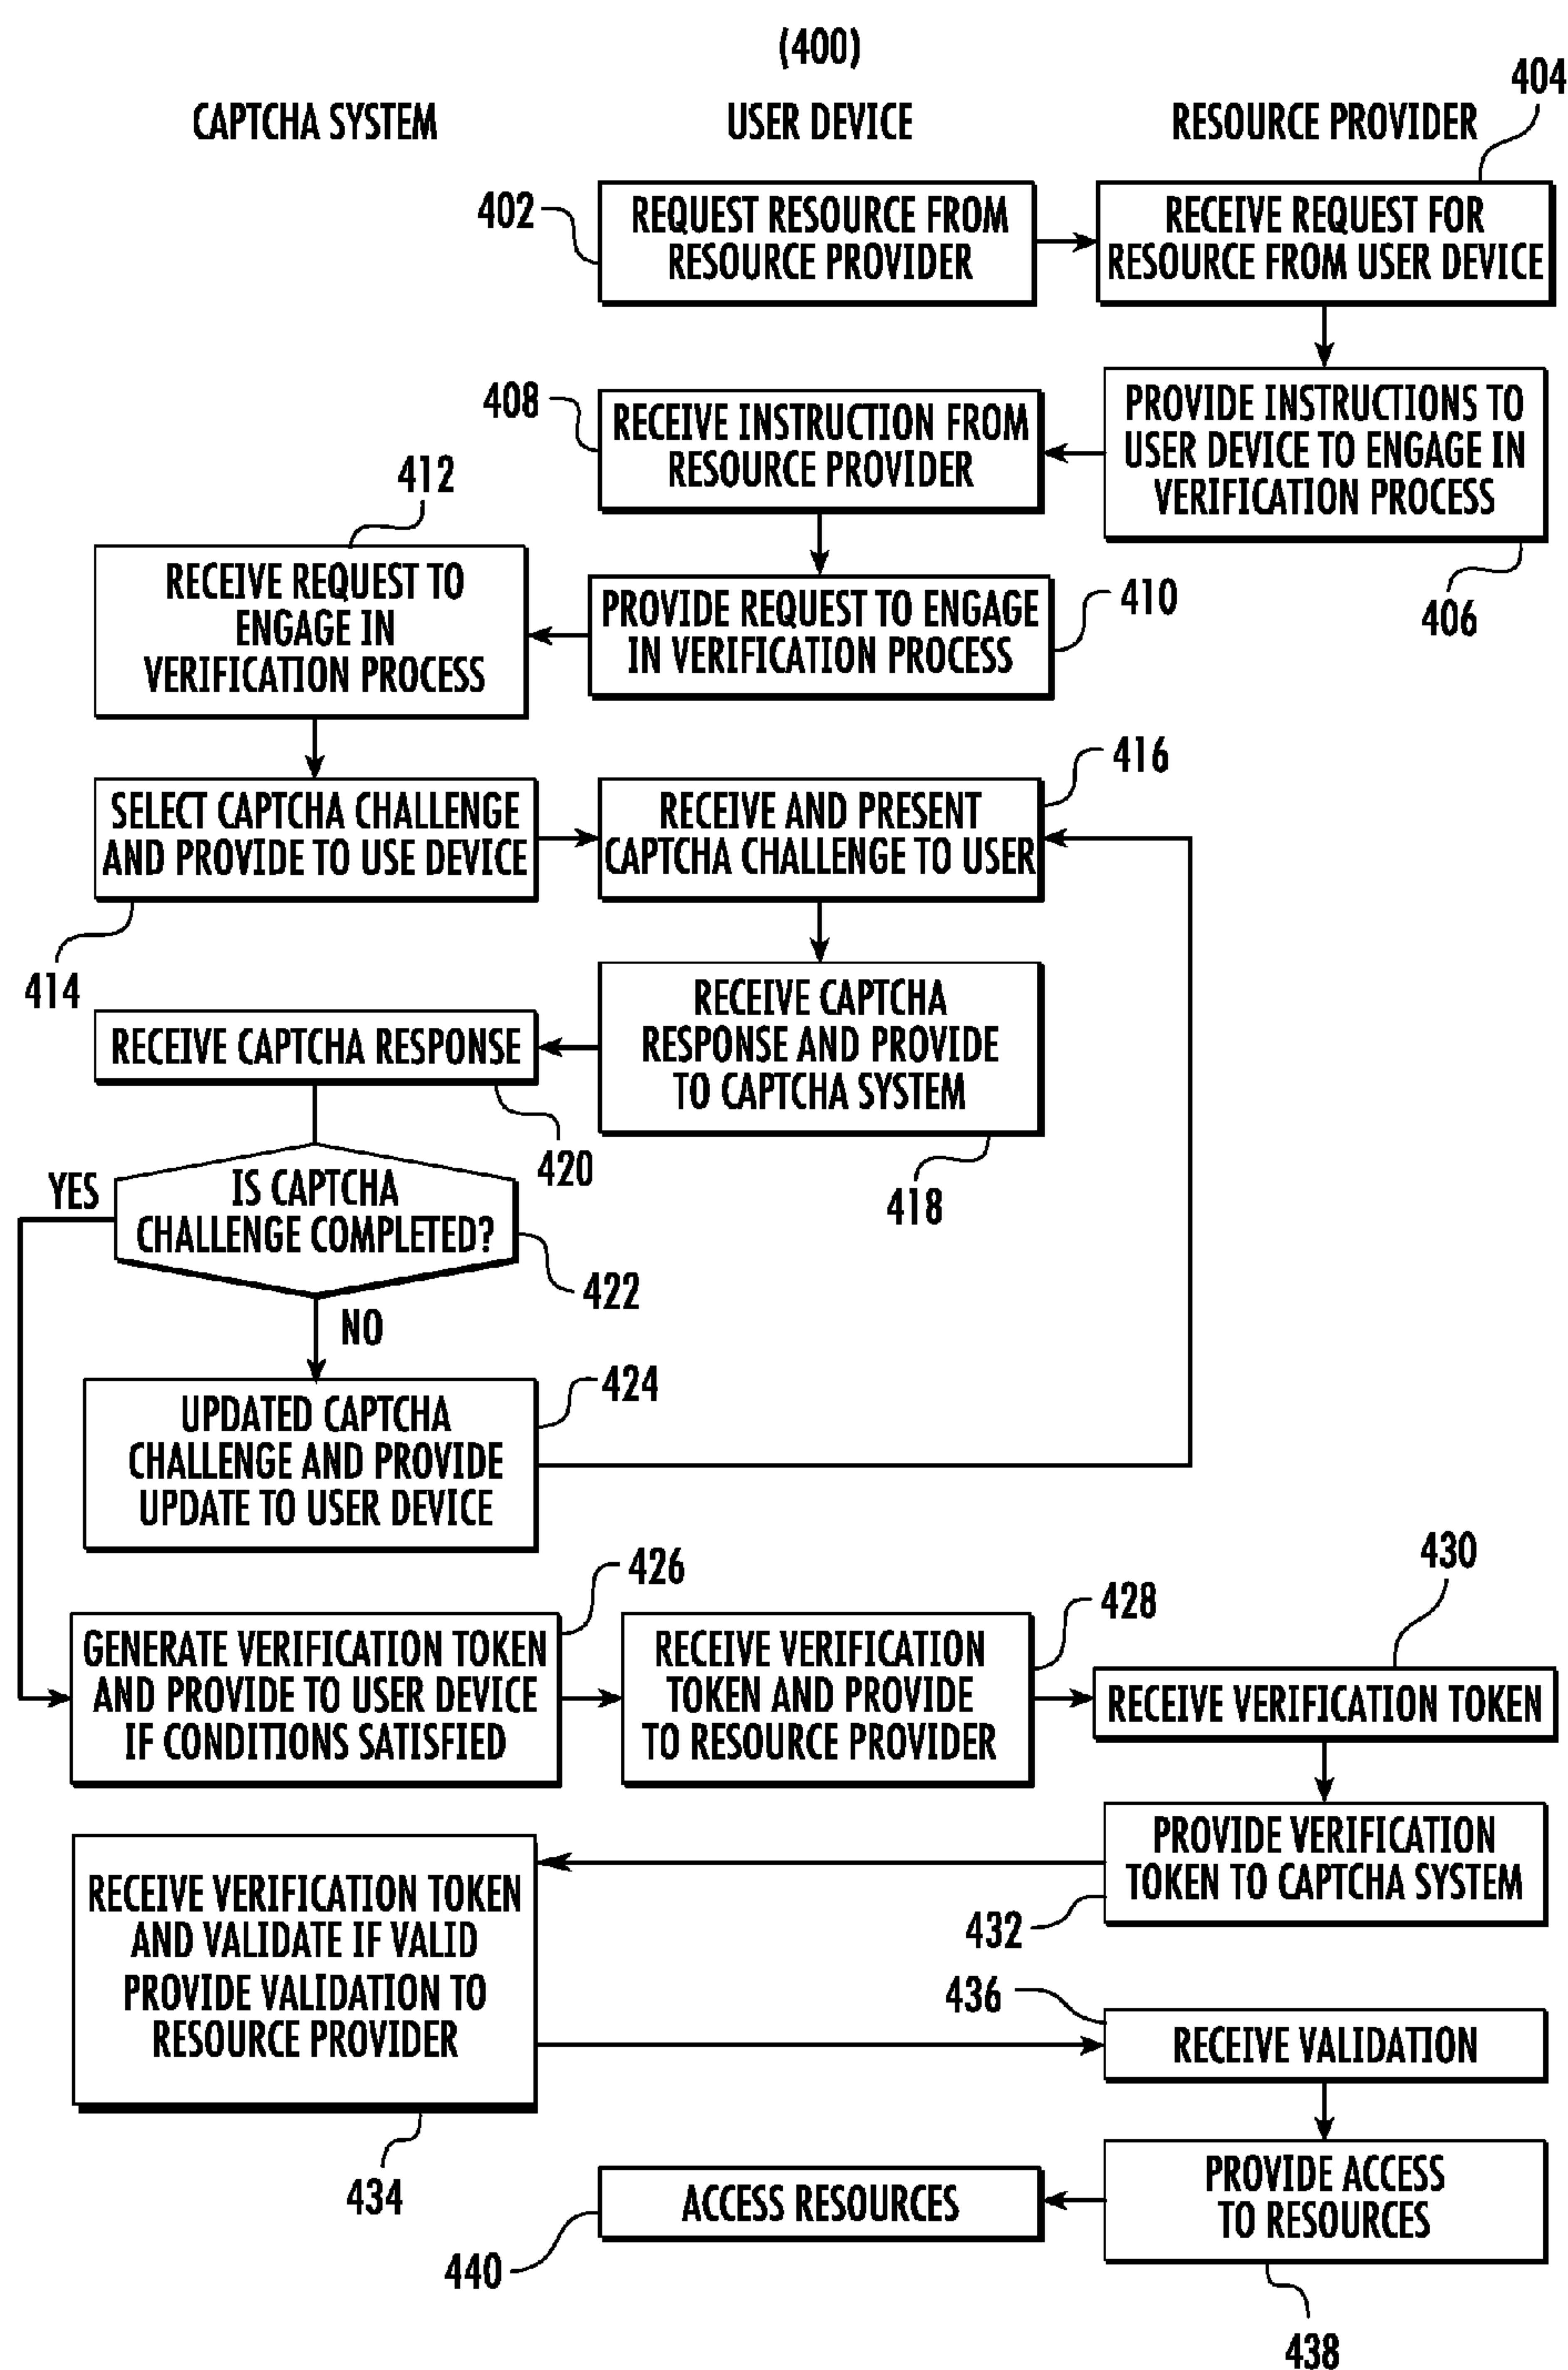 (400)
CAPTCHA SYSTEM
USER DEVICE
RESOURCE PROVIDER
404
402
REQUEST RESOURCE FROM
RESOURCE PROVIDER
RECEIVE REQUEST FOR
RESOURCE FROM USER DEVICE
408
RECEIVE INSTRUCTION FROM
RESOURCE PROVIDER
PROVIDE INSTRUCTIONS TO
USER DEVICE TO ENGAGE IN
VERIFICATION PROCESS
406
412
RECEIVE REQUEST TO
ENGAGE IN
VERIFICATION PROCESS
PROVIDE REQUEST TO ENGAGE
IN VERIFICATION PROCESS
410
416
SELECT CAPTCHA CHALLENGE
AND PROVIDE TO USE DEVICE
414
RECEIVE AND PRESENT
CAPTCHA CHALLENGE TO USER
RECEIVE CAPTCHA RESPONSE
420
RECEIVE CAPTCHA
RESPONSE AND PROVIDE
TO CAPTCHA SYSTEM
418
YES
IS CAPTCHA
CHALLENGE COMPLETED?
422
NO
424
UPDATED CAPTCHA
CHALLENGE AND PROVIDE
UPDATE TO USER DEVICE
426
GENERATE VERIFICATION TOKEN
AND PROVIDE TO USER DEVICE
IF CONDITIONS SATISFIED
428
RECEIVE VERIFICATION
TOKEN AND PROVIDE
TO RESOURCE PROVIDER
430
RECEIVE VERIFICATION TOKEN
PROVIDE VERIFICATION
TOKEN TO CAPTCHA SYSTEM
432
RECEIVE VERIFICATION TOKEN
AND VALIDATE IF VALID
PROVIDE VALIDATION TO
RESOURCE PROVIDER
434
436
RECEIVE VALIDATION
PROVIDE ACCESS
TO RESOURCES
438
ACCESS RESOURCES
440